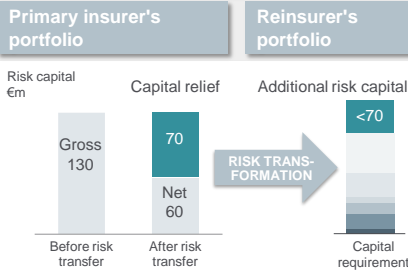 Primary insurer's
portfolio
Reinsurer's
portfolio
Risk capital
€m
Capital relief
Additional risk capital
Gross
130
70
Net
60
RISK TRANS-
FORMATION
<70
Before risk
transfer
After risk
transfer
Capital
requirement